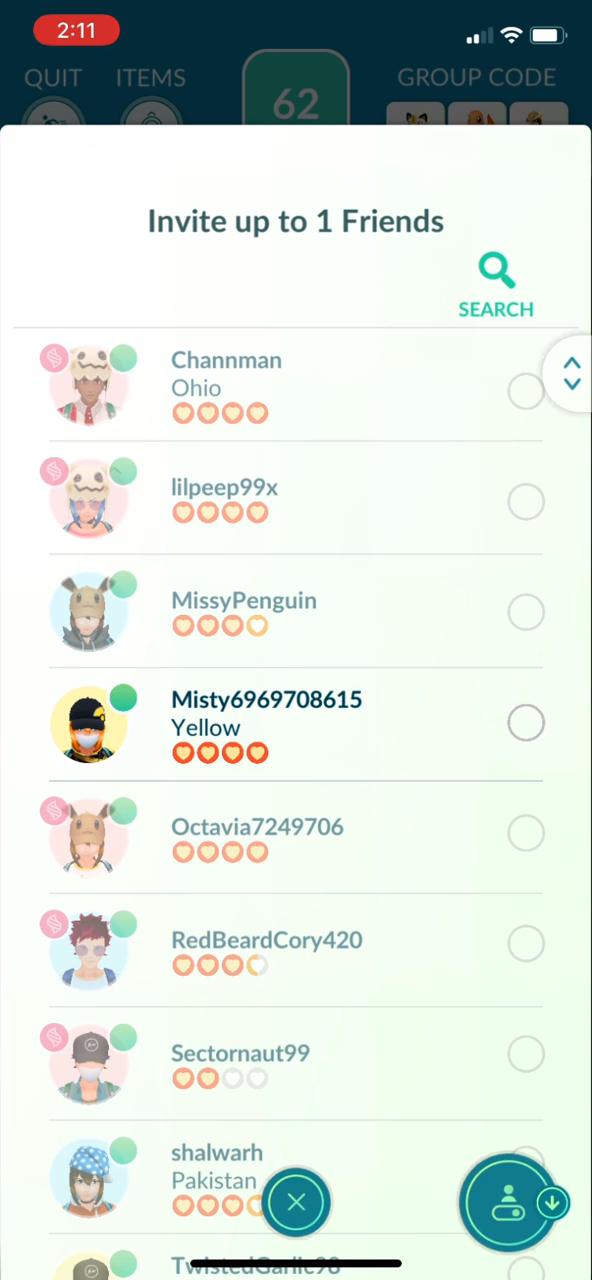 2:11
QUIT ITEMS
62
GROUP CODE
Invite up to 1 Friends
SEARCH
Channman
Ohio
lilpeep99x
MissyPenguin
Misty6969708615
Yellow
Octavia7249706
RedBeardCory420
Sectornaut99
shalwarh
Pakistan
TwistedGarlic98